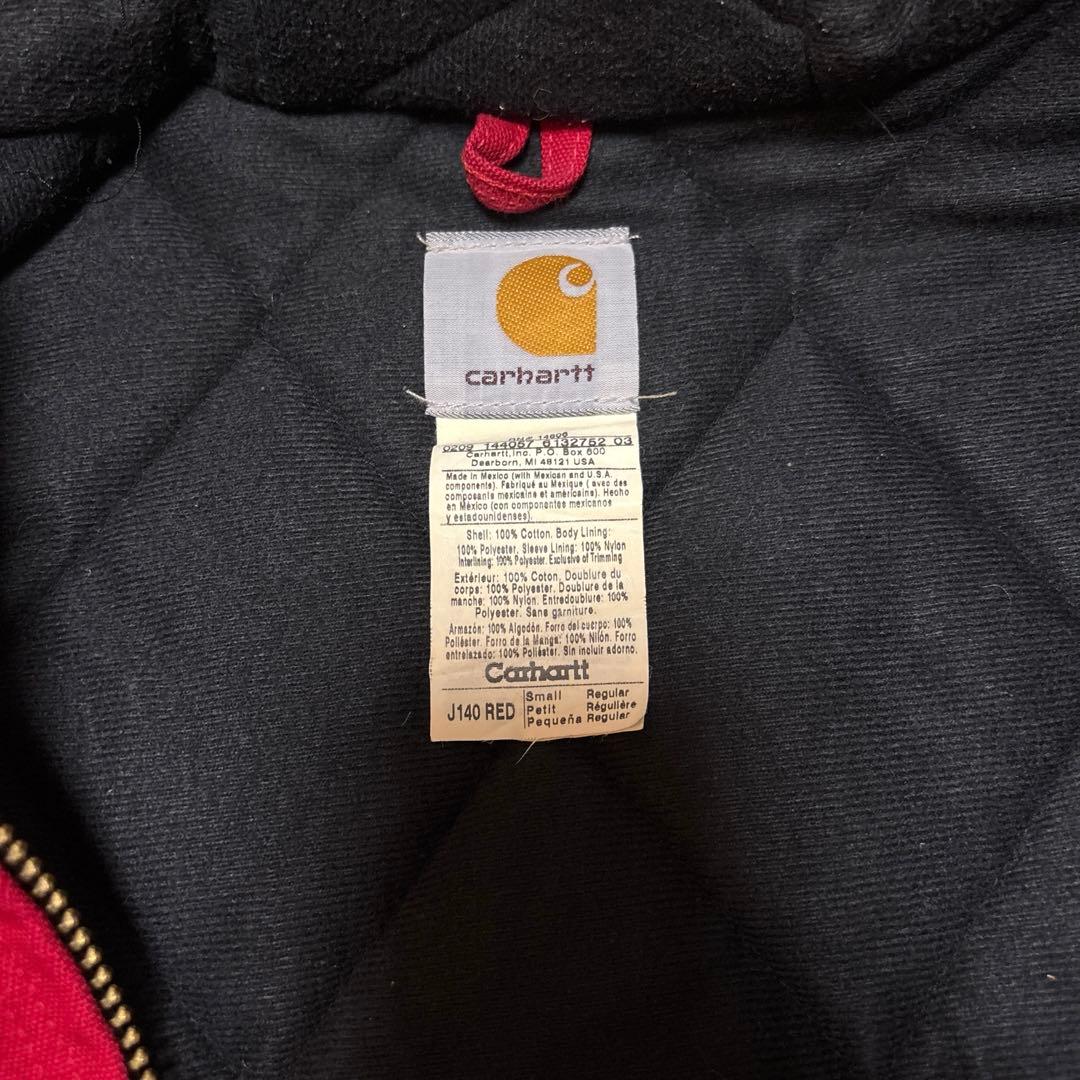 carhartt
RN# 14806
0209 144057 6132752 03
Carhartt, Inc. P.O. Box 600
Dearborn, MI 48121 USA
Made in Mexico (with Mexican and U.S.A.
components). Fabriqué au Mexique ( avec des
composants mexicains et américains). Hecho
en México (con componentes mexicanos
y estadounidenses).
Shell: 100% Cotton. Body Lining:
100% Polyester. Sleeve Lining: 100% Nylon
Interlining: 100% Polyester. Exclusive of Trimming
Extérieur: 100% Coton. Doublure du
corps: 100% Polyester. Doublure de la
manche: 100% Nylon. Entredoublure: 100%
Polyester. Sans garniture.
Armazón: 100% Algodón. Forro del cuerpo: 100%
Poliéster. Forro de la Manga: 100% Nilón. Forro
entrelazado: 100% Poliéster. Sin incluir adorno.
Carhartt
J140 RED
Small Regular
Petit Régulière
Pequeña Regular